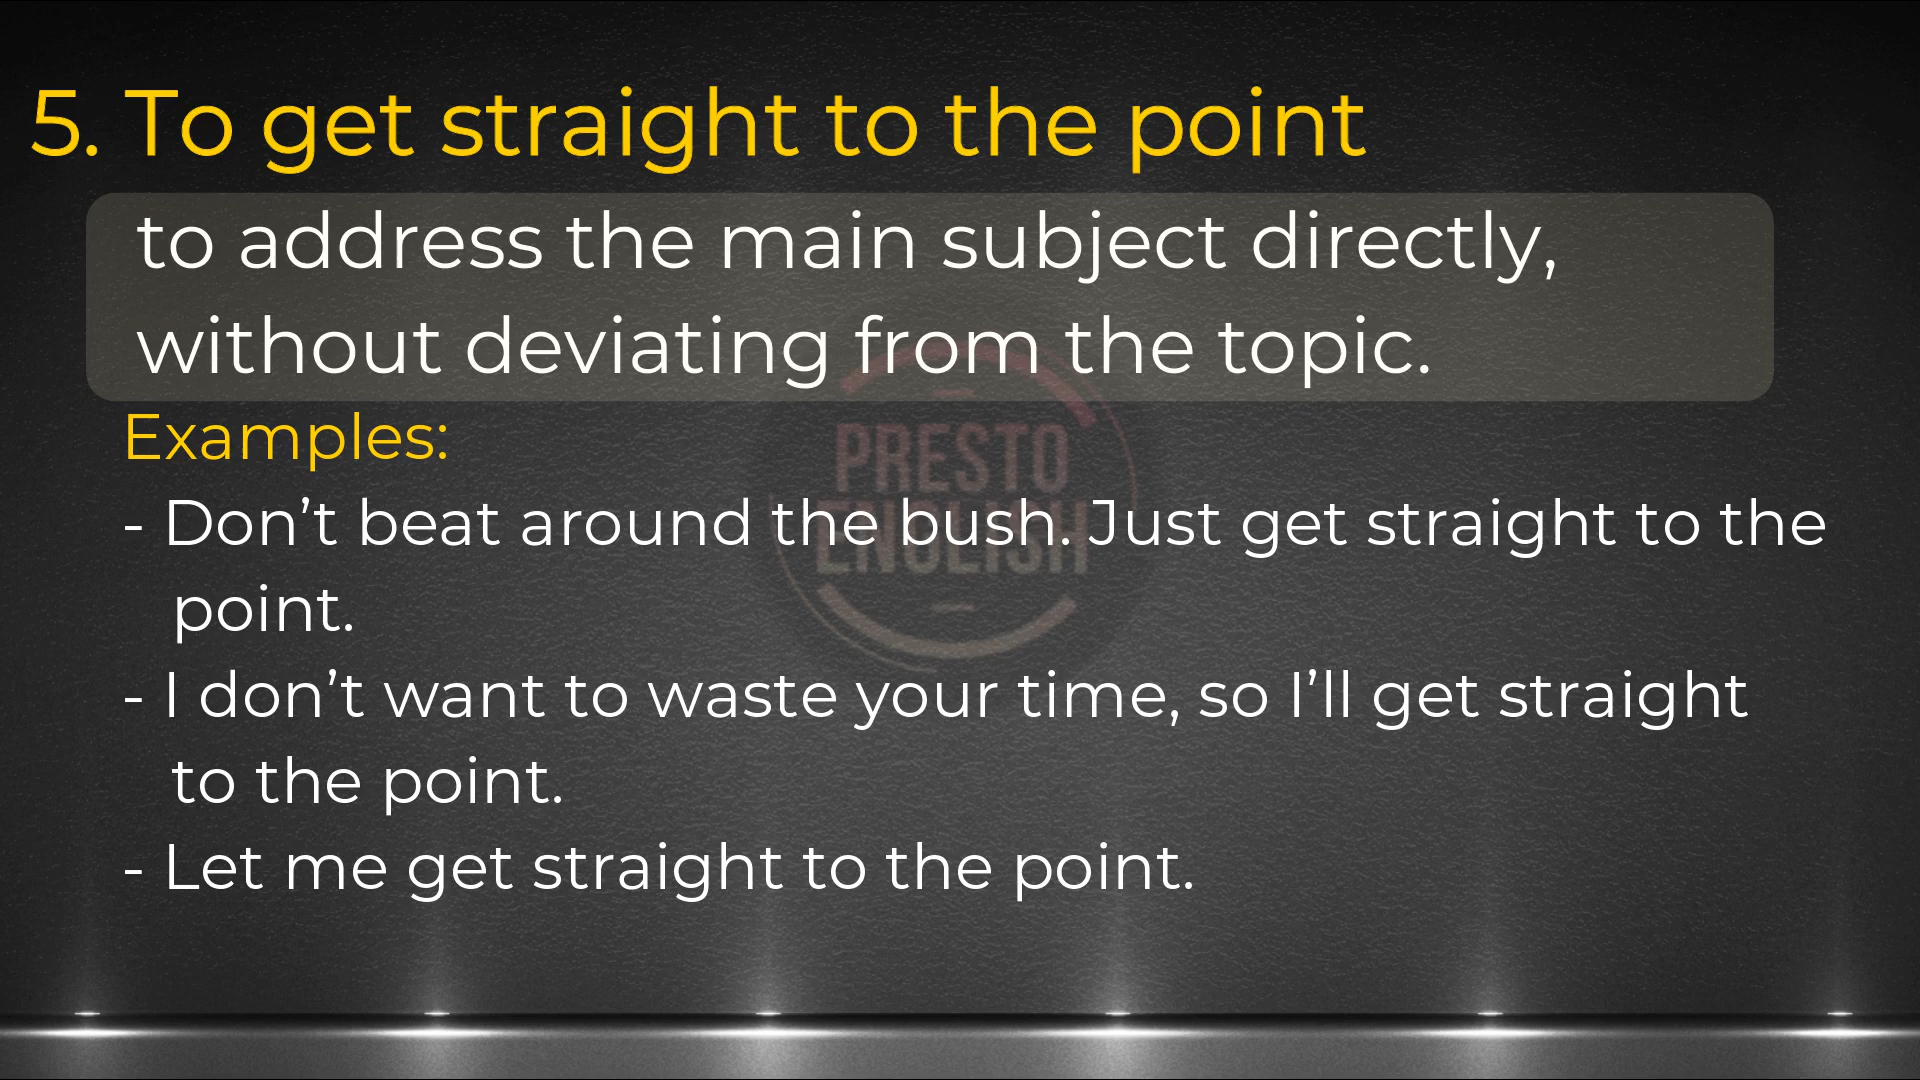 5. To get straight to the point
to address the main subject directly,
without deviating from the topic.
Examples:
- Don’t beat around the bush. Just get straight to the
point.
- I don’t want to waste your time, so I’ll get straight
to the point.
- Let me get straight to the point.
PRESTO
ENGLISH